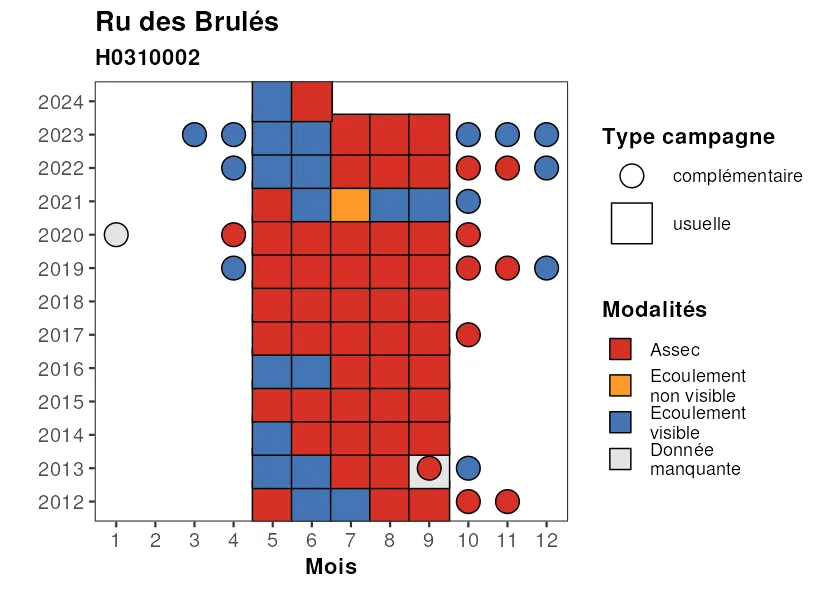 Ru des Brulés
H0310002
2024
2023
2022
2021
2020
2019
2018
2017
2016
2015
2014
2013
2012
1 2 3 4 5 6 7 8 9 10 11 12
Mois
Type campagne
complémentaire
usuelle
Modalités
Assec
Ecoulement
non visible
Ecoulement
visible
Donnée
manquante